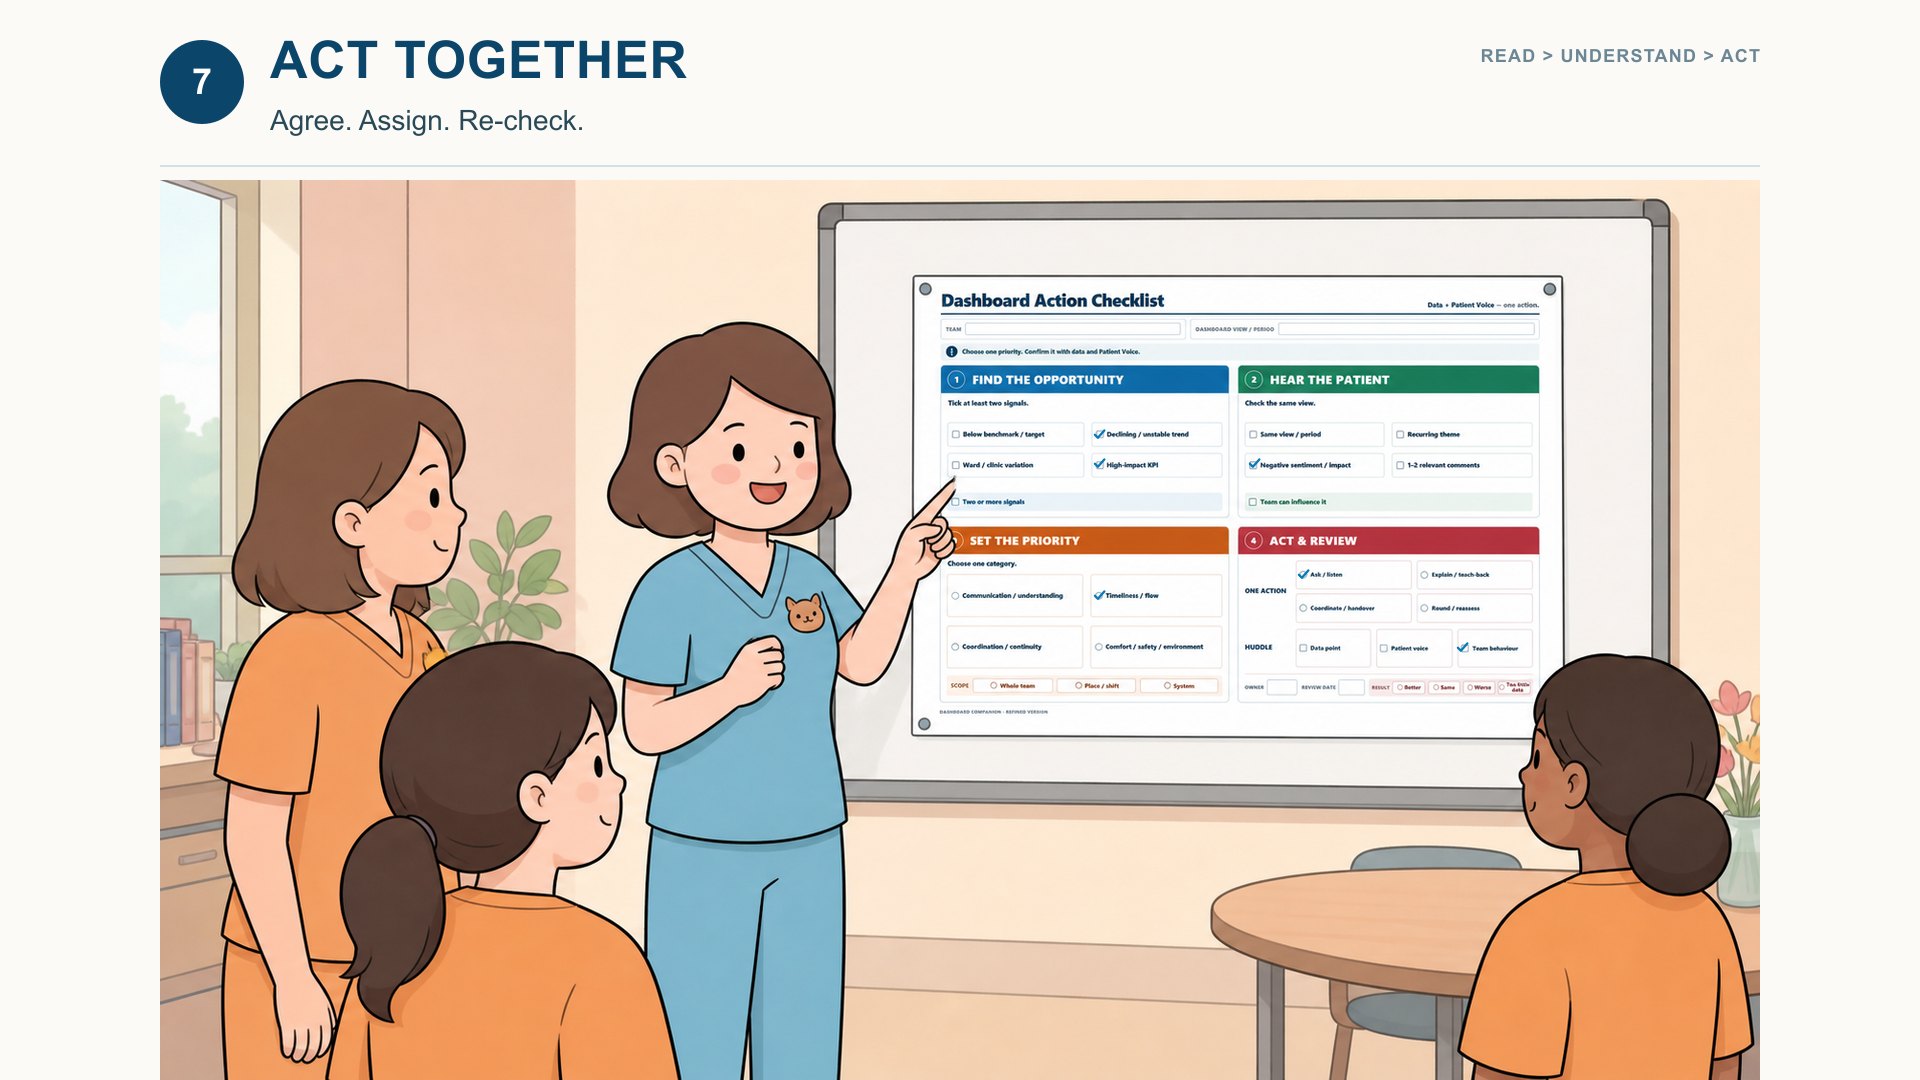 7
ACT TOGETHER
READ > UNDERSTAND > ACT
Agree. Assign. Re-check.
Dashboard Action Checklist
Data + Patient Voice — one action.
TEAM
DASHBOARD VIEW / PERIOD
Choose one priority. Confirm it with data and Patient Voice.
1 FIND THE OPPORTUNITY
Tick at least two signals.
Below benchmark / target
Declining / unstable trend
Ward / clinic variation
High-impact KPI
Two or more signals
2 HEAR THE PATIENT
Check the same view.
Same view / period
Recurring theme
Negative sentiment / impact
1–2 relevant comments
Team can influence it
SET THE PRIORITY
Choose one category.
Communication / understanding
Timeliness / flow
Coordination / continuity
Comfort / safety / environment
SCOPE
Whole team
Place / shift
System
4 ACT & REVIEW
ONE ACTION
Ask / listen
Explain / teach-back
Coordinate / handover
Round / reassess
HUDDLE
Data point
Patient voice
Team behaviour
OWNER
REVIEW DATE
RESULT
Better
Same
Worse
Too little
data
DASHBOARD COMPANION · REFINED VERSION